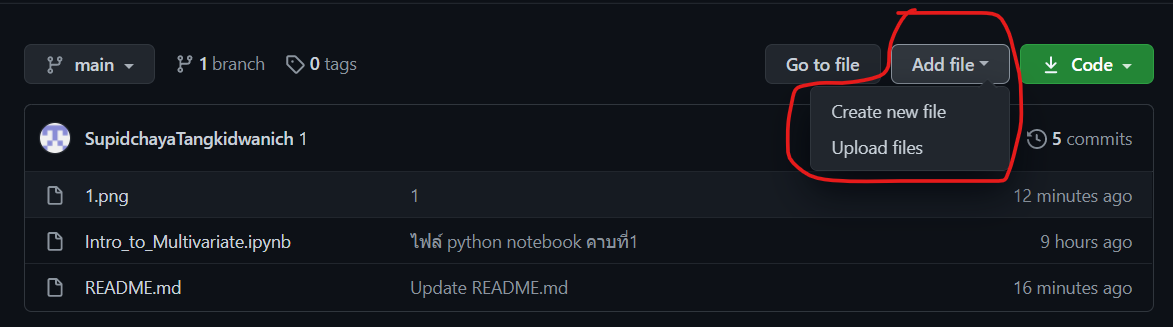 main 1 branch 0 tags Go to file Add file Code
Create new file
Upload files
SupidchayaTangkidwanich 1 5 commits
1.png 1 12 minutes ago
Intro_to_Multivariate.ipynb ไฟล์ python notebook คาบที่1 9 hours ago
README.md Update README.md 16 minutes ago